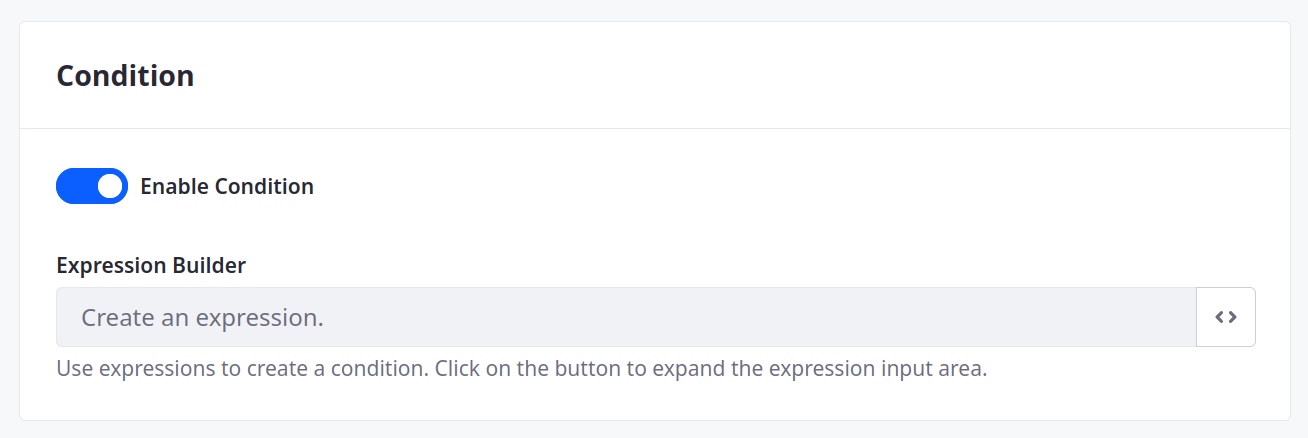 Condition
Enable Condition
Expression Builder
Create an expression.
Use expressions to create a condition. Click on the button to expand the expression input area.